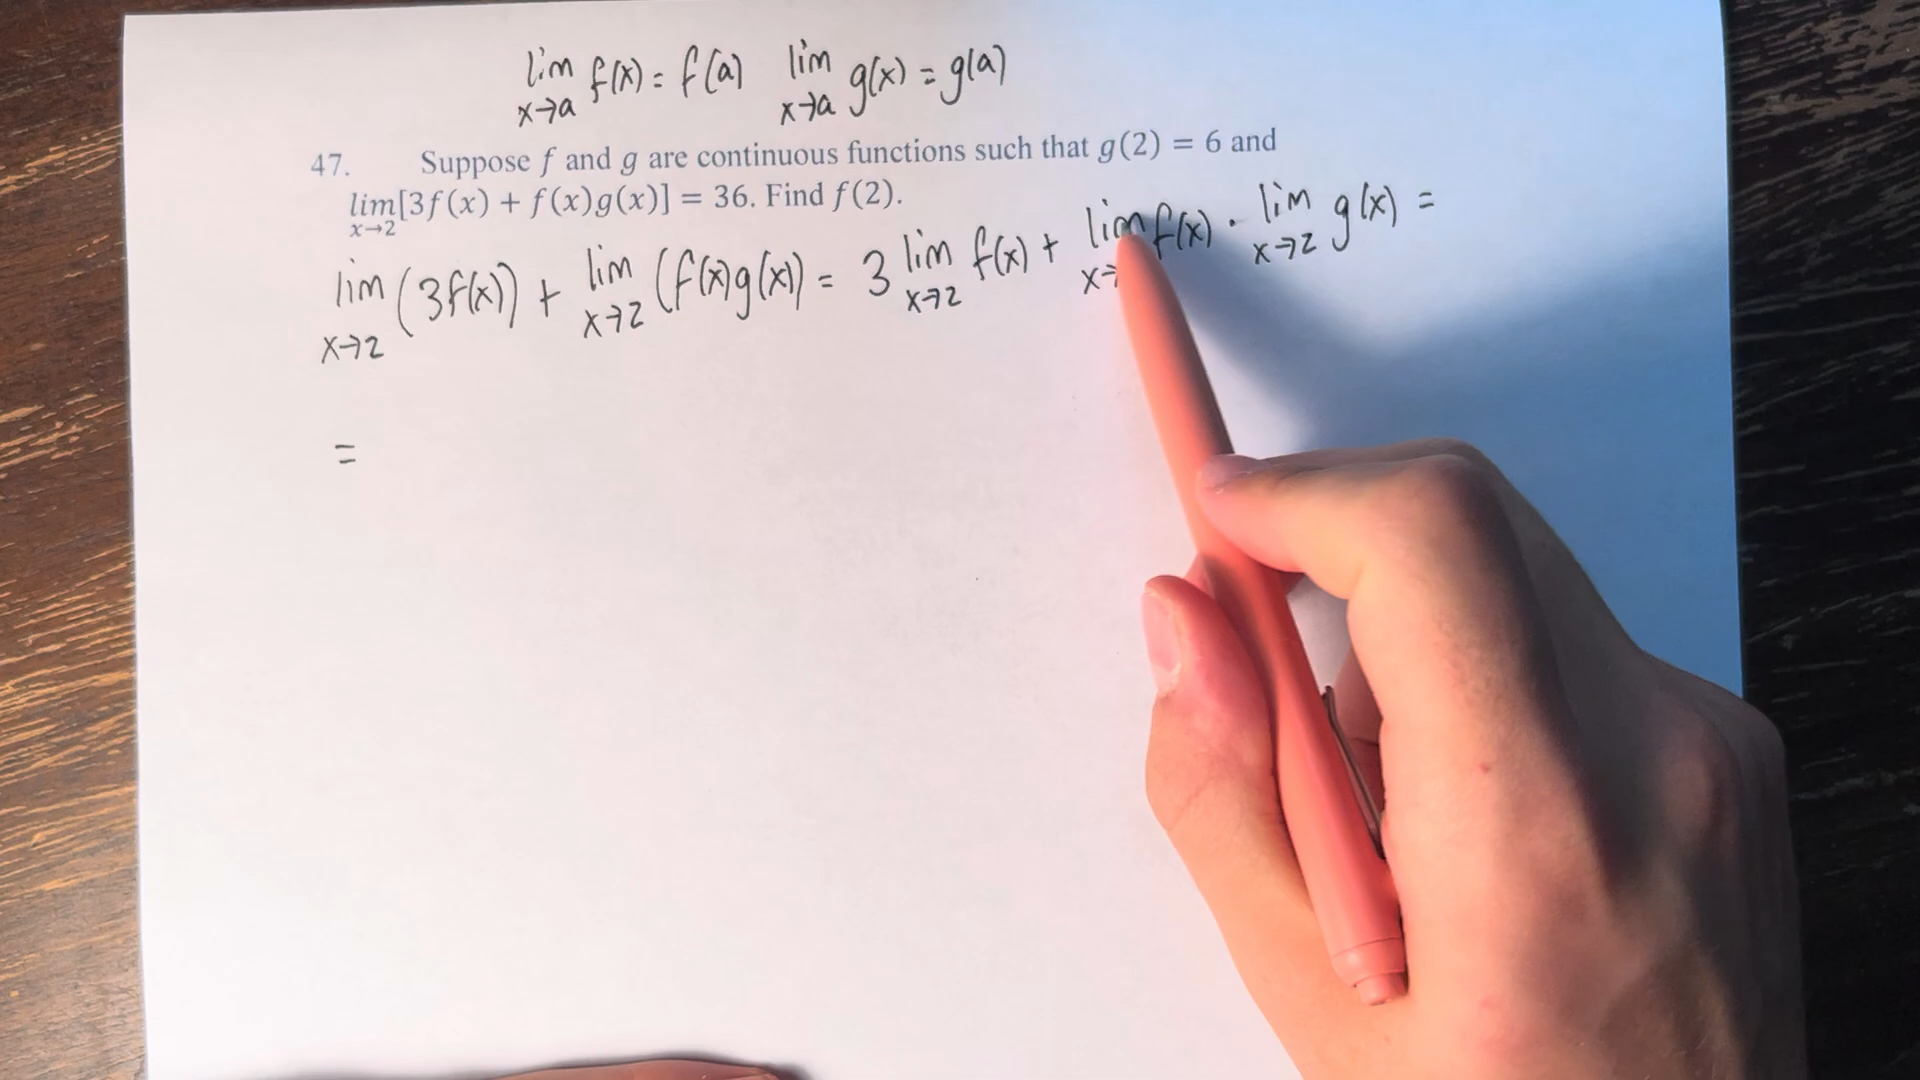 lim x→a f(x) = f(a) lim x→a g(x) = g(a)
47. Suppose f and g are continuous functions such that g(2) = 6 and
lim x→2 [3f(x) + f(x)g(x)] = 36. Find f(2).
lim x→2 (3f(x)) + lim x→2 (f(x)g(x)) = 3 lim x→2 f(x) + lim x→ f(x) · lim x→2 g(x) =
=